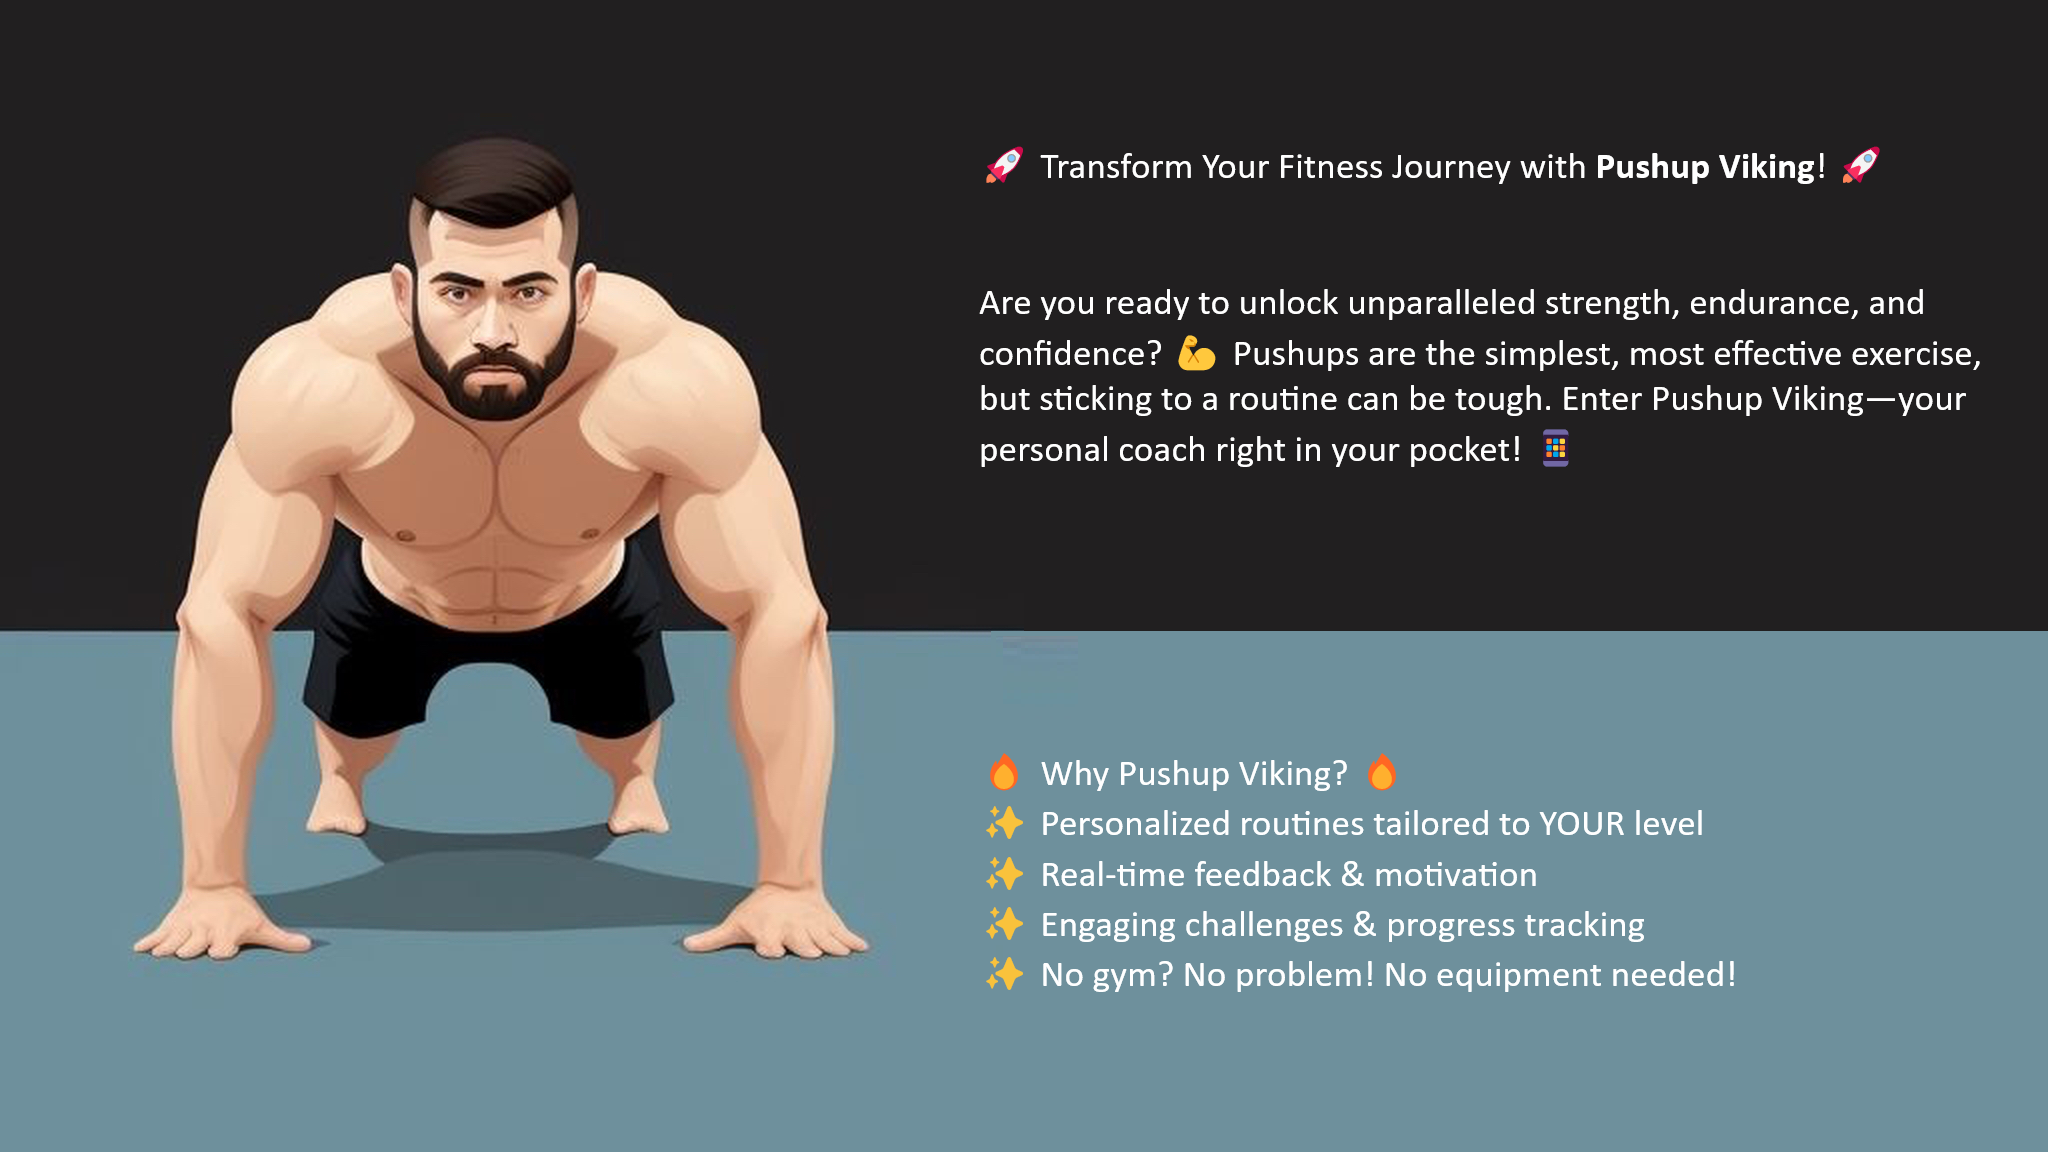 🚀 Transform Your Fitness Journey with Pushup Viking! 🚀
Are you ready to unlock unparalleled strength, endurance, and
confidence? 💪 Pushups are the simplest, most effective exercise,
but sticking to a routine can be tough. Enter Pushup Viking—your
personal coach right in your pocket! 📱
🔥 Why Pushup Viking? 🔥
✨ Personalized routines tailored to YOUR level
✨ Real-time feedback & motivation
✨ Engaging challenges & progress tracking
✨ No gym? No problem! No equipment needed!